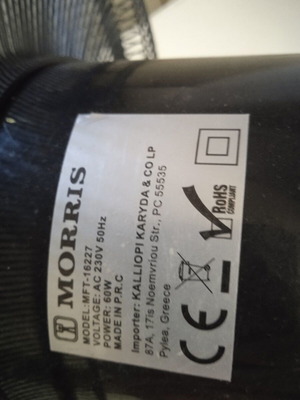 MORRIS
MODEL: MFT-16227
VOLTAGE: AC 230V 50Hz
POWER: 60W
MADE IN P.R.C
Importer: KALLIOPI KARYDA & CO LP
87A, 17is Noemvriou Str., PC 55535
Pylea, Greece
CE
RoHS
COMPLIANT